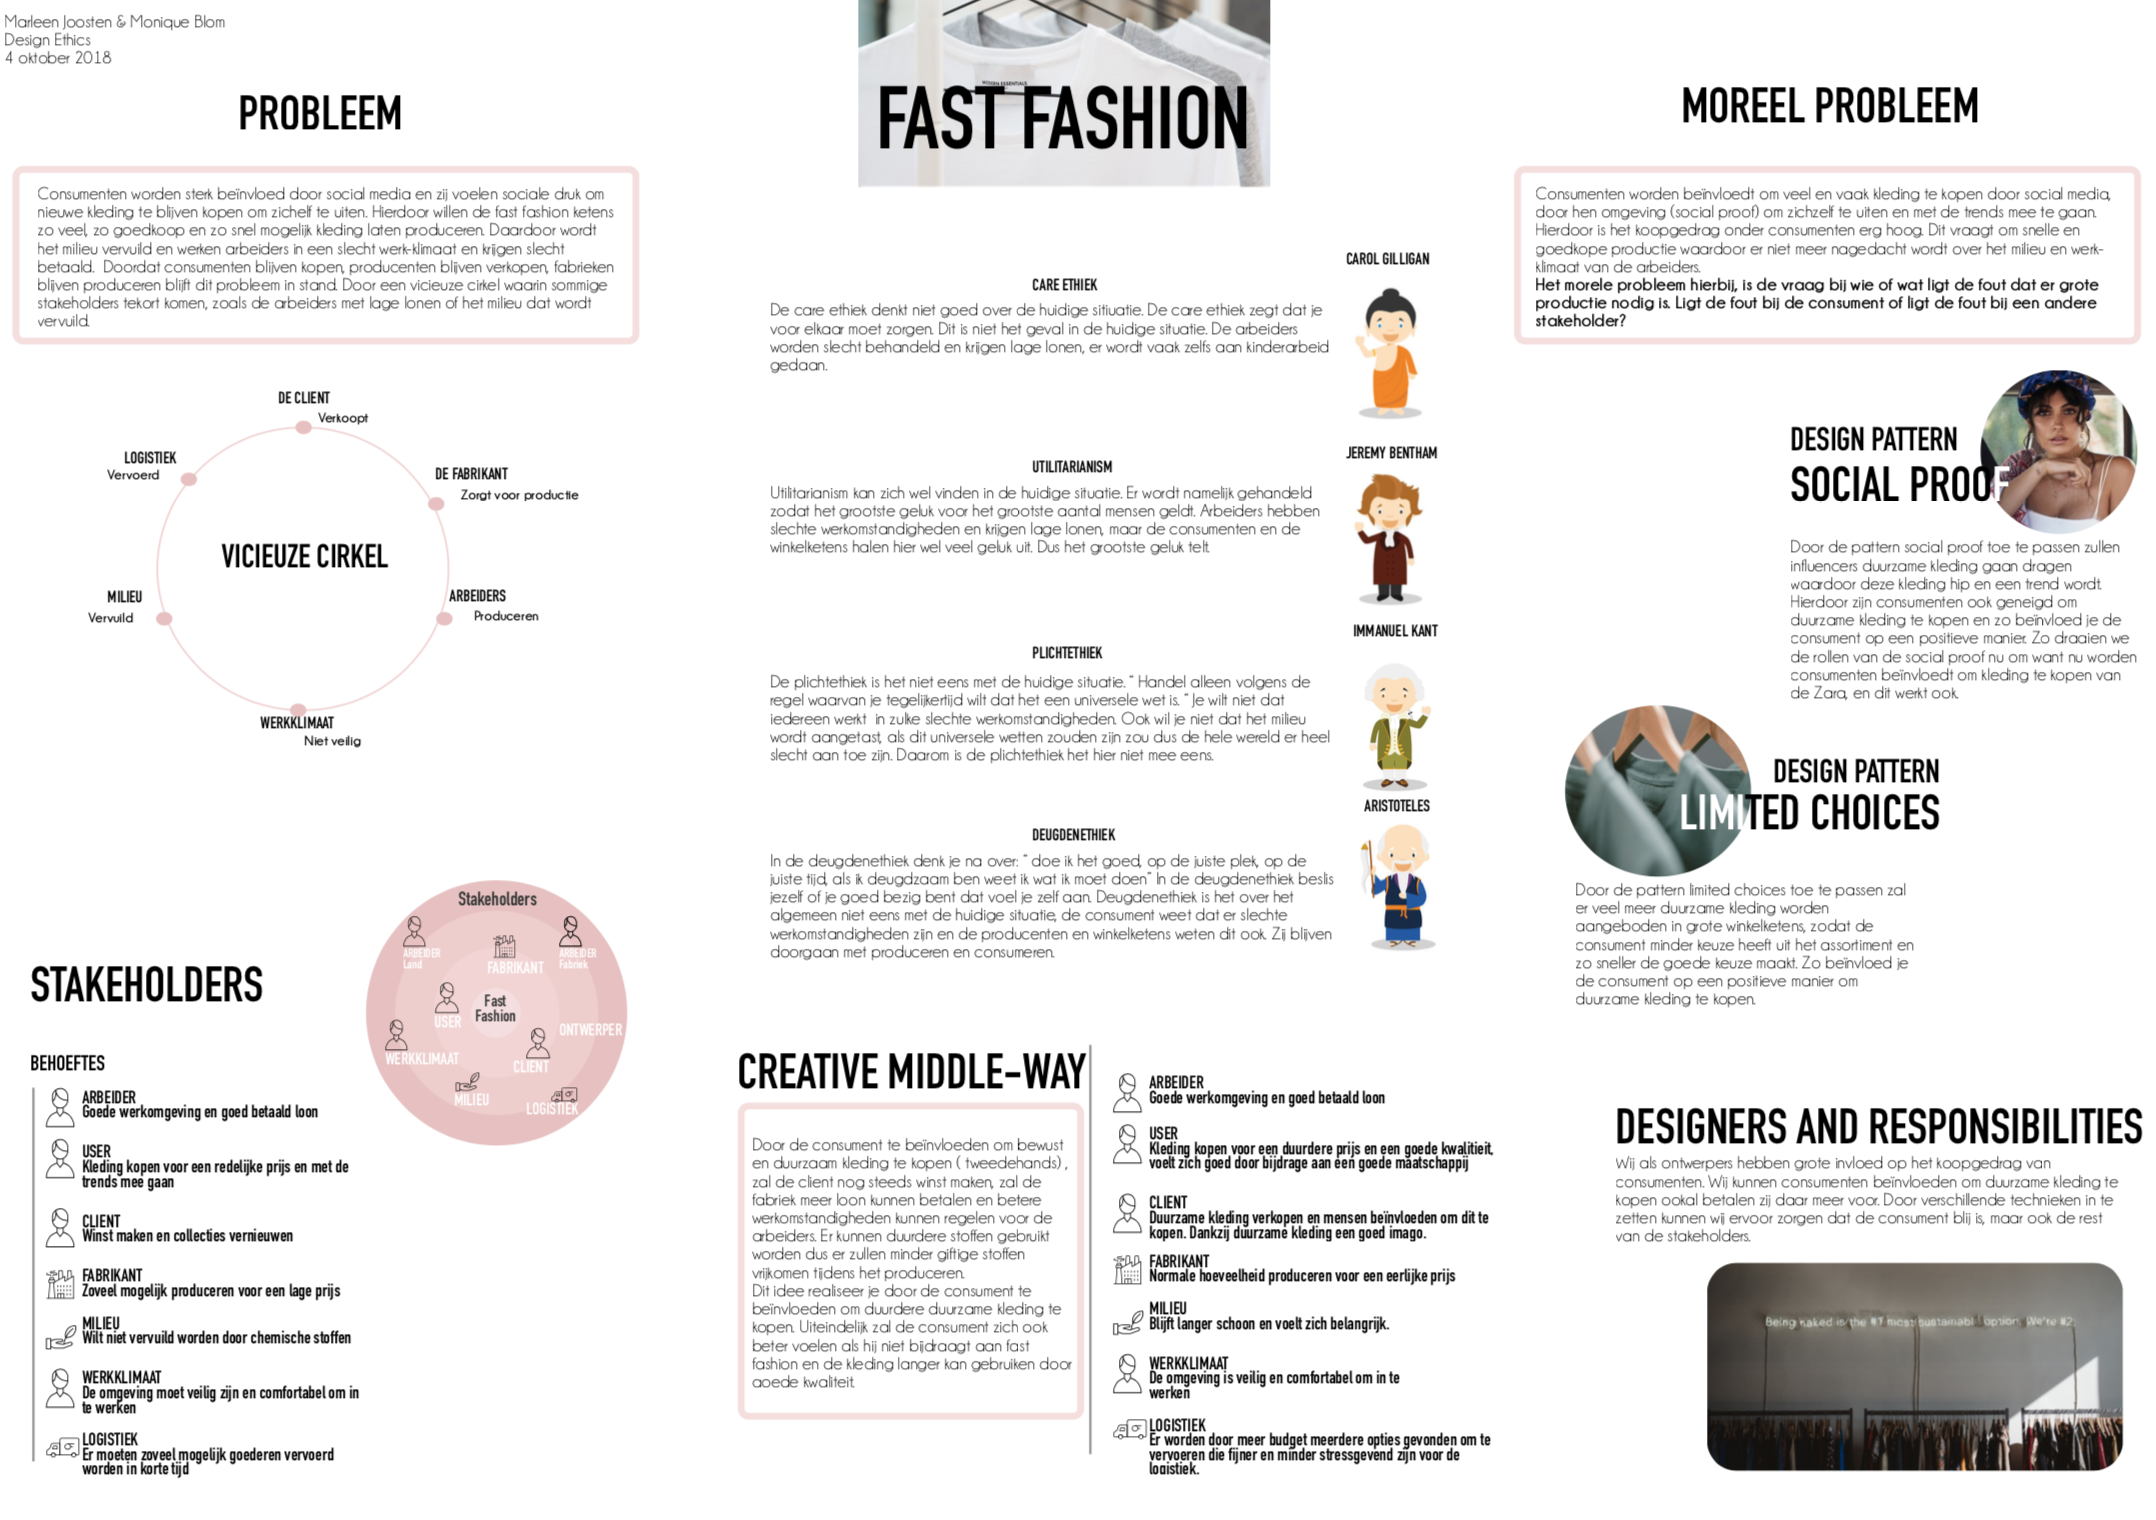 Marleen Joosten & Monique Blom
Design Ethics
4 oktober 2018
PROBLEEM
Consumenten worden sterk beïnvloed door social media en zij voelen sociale druk om
nieuwe kleding te blijven kopen om zichelf te uiten. Hierdoor willen de fast fashion ketens
zo veel, zo goedkoop en zo snel mogelijk kleding laten produceren. Daardoor wordt
het milieu vervuild en werken arbeiders in een slecht werk-klimaat en krijgen slecht
betaald. Doordat consumenten blijven kopen, producenten blijven verkopen, fabrieken
blijven produceren blijft dit probleem in stand. Door een vicieuze cirkel waarin sommige
stakeholders tekort komen, zoals de arbeiders met lage lonen of het milieu dat wordt
vervuild.
DE CLIENT
Verkoopt
LOGISTIEK
Vervoerd
DE FABRIKANT
Zorgt voor productie
VICIEUZE CIRKEL
MILIEU
Vervuild
ARBEIDERS
Produceren
WERKKLIMAAT
Niet veilig
STAKEHOLDERS
Stakeholders
ARBEIDER
Land
FABRIKANT
ARBEIDER
Fabriek
USER
Fast
Fashion
ONTWERPER
WERKKLIMAAT
CLIENT
MILIEU
LOGISTIEK
BEHOEFTES
ARBEIDER
Goede werkomgeving en goed betaald loon
USER
Kleding kopen voor een redelijke prijs en met de
trends mee gaan
CLIENT
Winst maken en collecties vernieuwen
FABRIKANT
Zoveel mogelijk produceren voor een lage prijs
MILIEU
Wilt niet vervuild worden door chemische stoffen
WERKKLIMAAT
De omgeving moet veilig zijn en comfortabel om in
te werken
LOGISTIEK
Er moeten zoveel mogelijk goederen vervoerd
worden in korte tijd
MODERN ESSENTIALS
FAST FASHION
CAROL GILLIGAN
CARE ETHIEK
De care ethiek denkt niet goed over de huidige sitiuatie. De care ethiek zegt dat je
voor elkaar moet zorgen. Dit is niet het geval in de huidige situatie. De arbeiders
worden slecht behandeld en krijgen lage lonen, er wordt vaak zelfs aan kinderarbeid
gedaan.
JEREMY BENTHAM
UTILITARIANISM
Utilitarianism kan zich wel vinden in de huidige situatie. Er wordt namelijk gehandeld
zodat het grootste geluk voor het grootste aantal mensen geldt. Arbeiders hebben
slechte werkomstandigheden en krijgen lage lonen, maar de consumenten en de
winkelketens halen hier wel veel geluk uit. Dus het grootste geluk telt.
IMMANUEL KANT
PLICHTETHIEK
De plichtethiek is het niet eens met de huidige situatie. " Handel alleen volgens de
regel waarvan je tegelijkertijd wilt dat het een universele wet is. " Je wilt niet dat
iedereen werkt in zulke slechte werkomstandigheden. Ook wil je niet dat het milieu
wordt aangetast, als dit universele wetten zouden zijn zou dus de hele wereld er heel
slecht aan toe zijn. Daarom is de plichtethiek het hier niet mee eens.
ARISTOTELES
DEUGDENETHIEK
In de deugdenethiek denk je na over: " doe ik het goed, op de juiste plek, op de
juiste tijd, als ik deugdzaam ben weet ik wat ik moet doen" In de deugdenethiek beslis
jezelf of je goed bezig bent dat voel je zelf aan. Deugdenethiek is het over het
algemeen niet eens met de huidige situatie, de consument weet dat er slechte
werkomstandigheden zijn en de producenten en winkelketens weten dit ook. Zij blijven
doorgaan met produceren en consumeren.
CREATIVE MIDDLE-WAY
Door de consument te beïnvloeden om bewust
en duurzaam kleding te kopen ( tweedehands) ,
zal de client nog steeds winst maken, zal de
fabriek meer loon kunnen betalen en betere
werkomstandigheden kunnen regelen voor de
arbeiders. Er kunnen duurdere stoffen gebruikt
worden dus er zullen minder giftige stoffen
vrijkomen tijdens het produceren.
Dit idee realiseer je door de consument te
beïnvloeden om duurdere duurzame kleding te
kopen. Uiteindelijk zal de consument zich ook
beter voelen als hij niet bijdraagt aan fast
fashion en de kleding langer kan gebruiken door
goede kwaliteit.
ARBEIDER
Goede werkomgeving en goed betaald loon
USER
Kleding kopen voor een duurdere prijs en een goede kwalitieit,
voelt zich goed door bijdrage aan een goede maatschappij
CLIENT
Duurzame kleding verkopen en mensen beïnvloeden om dit te
kopen. Dankzij duurzame kleding een goed imago.
FABRIKANT
Normale hoeveelheid produceren voor een eerlijke prijs
MILIEU
Blijft langer schoon en voelt zich belangrijk.
WERKKLIMAAT
De omgeving is veilig en comfortabel om in te
werken
LOGISTIEK
Er worden door meer budget meerdere opties gevonden om te
vervoeren die fijner en minder stressgevend zijn voor de
logistiek.
MOREEL PROBLEEM
Consumenten worden beïnvloedt om veel en vaak kleding te kopen door social media,
door hen omgeving (social proof) om zichzelf te uiten en met de trends mee te gaan.
Hierdoor is het koopgedrag onder consumenten erg hoog. Dit vraagt om snelle en
goedkope productie waardoor er niet meer nagedacht wordt over het milieu en werk-
klimaat van de arbeiders.
Het morele probleem hierbij, is de vraag bij wie of wat ligt de fout dat er grote
productie nodig is. Ligt de fout bij de consument of ligt de fout bij een andere
stakeholder?
DESIGN PATTERN
SOCIAL PROOF
Door de pattern social proof toe te passen zullen
influencers duurzame kleding gaan dragen
waardoor deze kleding hip en een trend wordt.
Hierdoor zijn consumenten ook geneigd om
duurzame kleding te kopen en zo beïnvloed je de
consument op een positieve manier. Zo draaien we
de rollen van de social proof nu om want nu worden
consumenten beïnvloedt om kleding te kopen van
de Zara, en dit werkt ook.
DESIGN PATTERN
LIMITED CHOICES
Door de pattern limited choices toe te passen zal
er veel meer duurzame kleding worden
aangeboden in grote winkelketens, zodat de
consument minder keuze heeft uit het assortiment en
zo sneller de goede keuze maakt. Zo beïnvloed je
de consument op een positieve manier om
duurzame kleding te kopen.
DESIGNERS AND RESPONSIBILITIES
Wij als ontwerpers hebben grote invloed op het koopgedrag van
consumenten. Wij kunnen consumenten beïnvloeden om duurzame kleding te
kopen ookal betalen zij daar meer voor. Door verschillende technieken in te
zetten kunnen wij ervoor zorgen dat de consument blij is, maar ook de rest
van de stakeholders.
Being naked is the #1 most sustainabl option. We're #2.